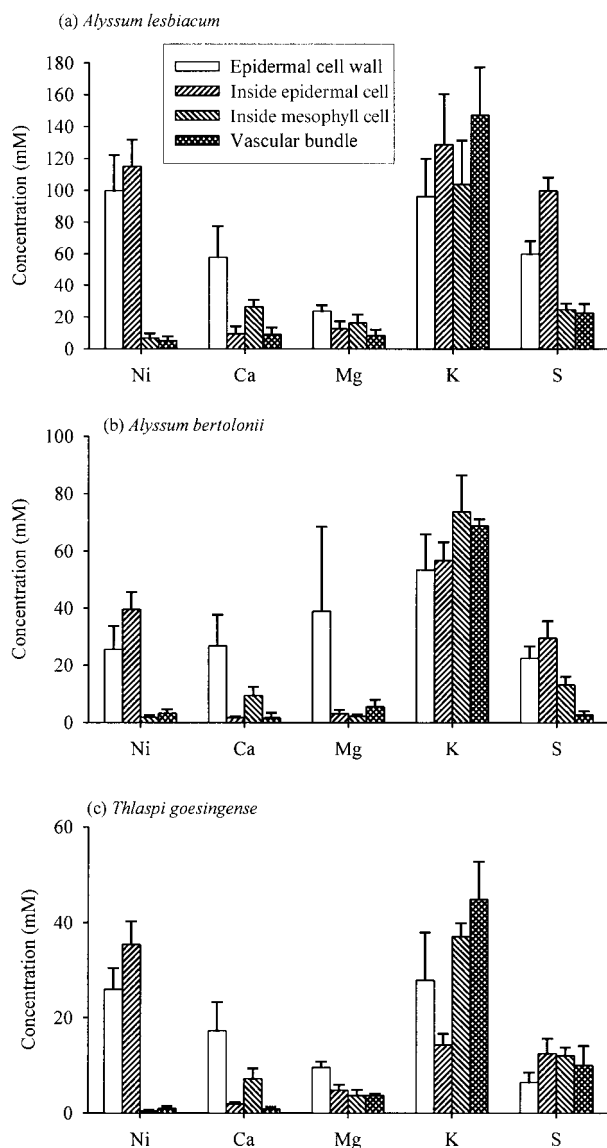 (a) Alyssum lesbiacum
Epidermal cell wall
Inside epidermal cell
Inside mesophyll cell
Vascular bundle
Concentration (mM)
180
160
140
120
100
80
60
40
20
0
Ni Ca Mg K S
(b) Alyssum bertolonii
Concentration (mM)
100
80
60
40
20
0
Ni Ca Mg K S
(c) Thlaspi goesingense
Concentration (mM)
60
40
20
0
Ni Ca Mg K S